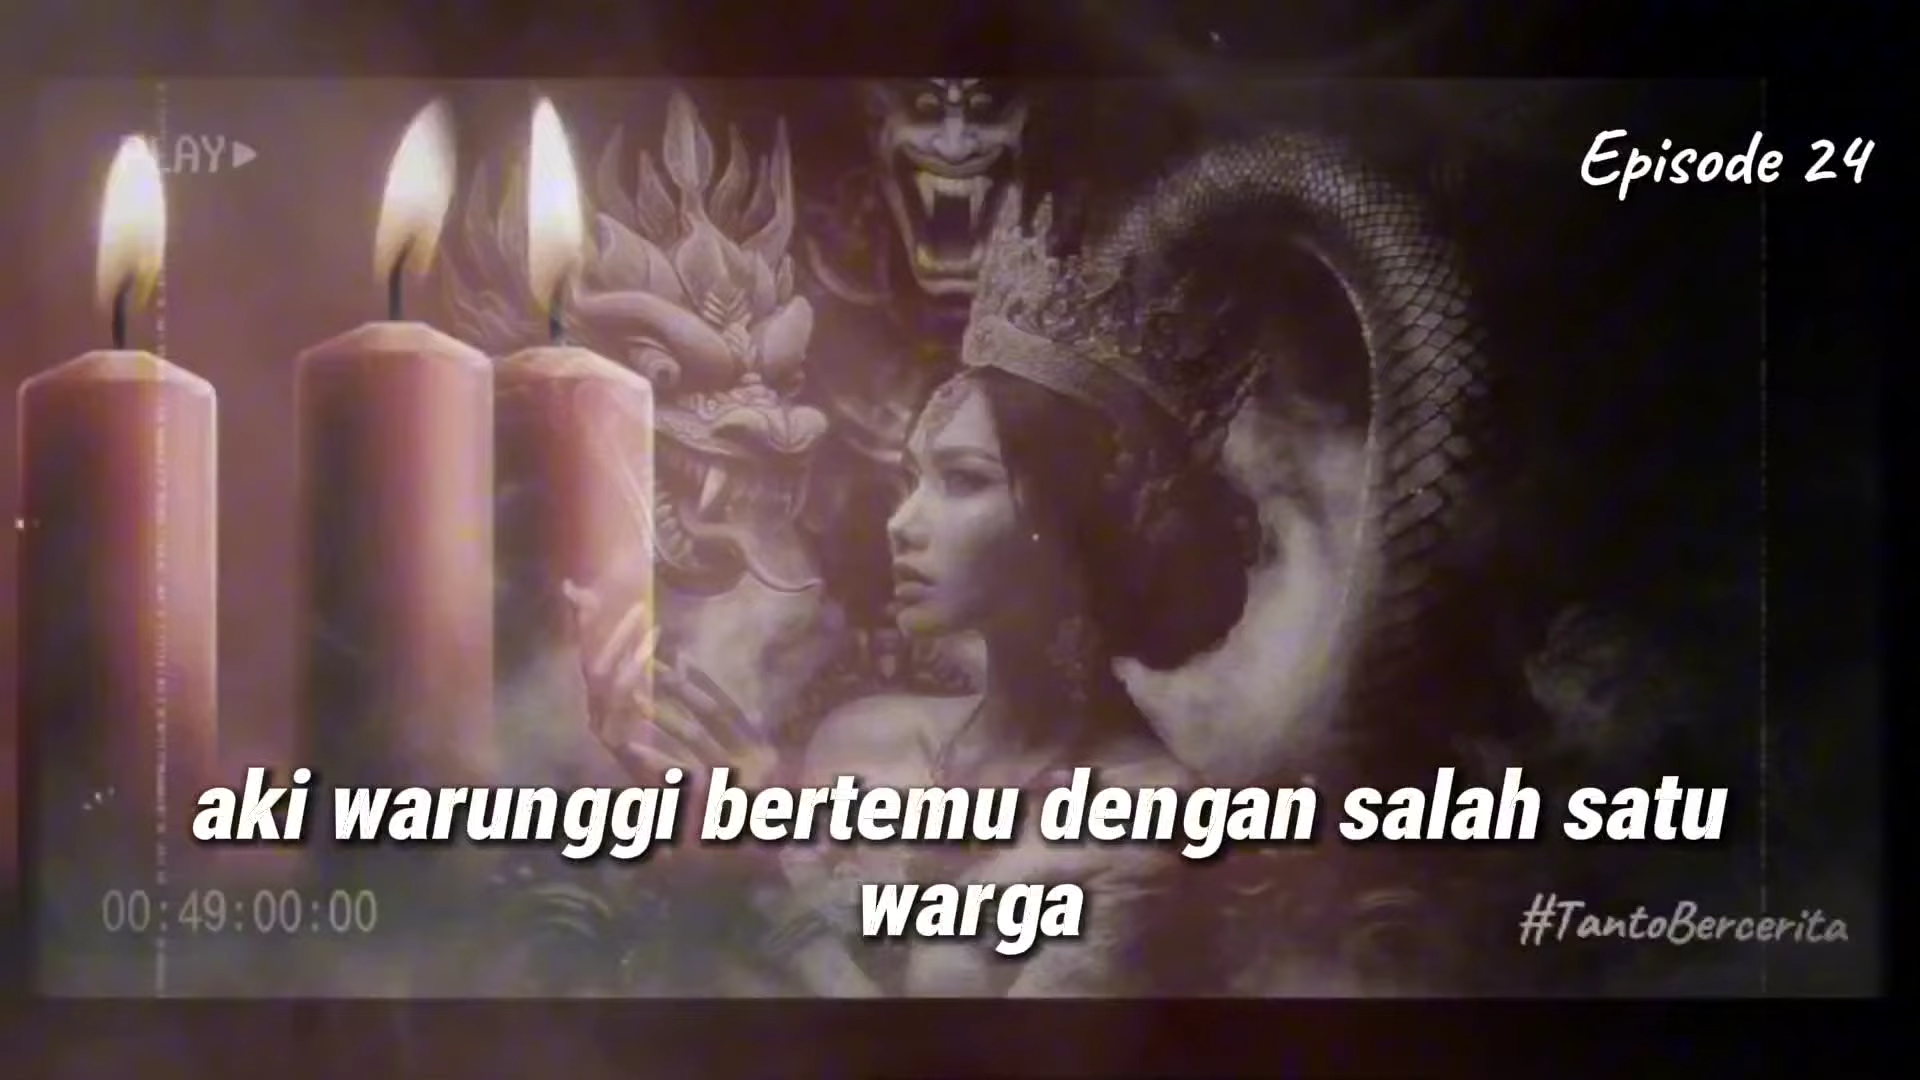 PLAY
Episode 24
aki warunggi bertemu dengan salah satu
warga
00:49:00:00
#TantoBercerita